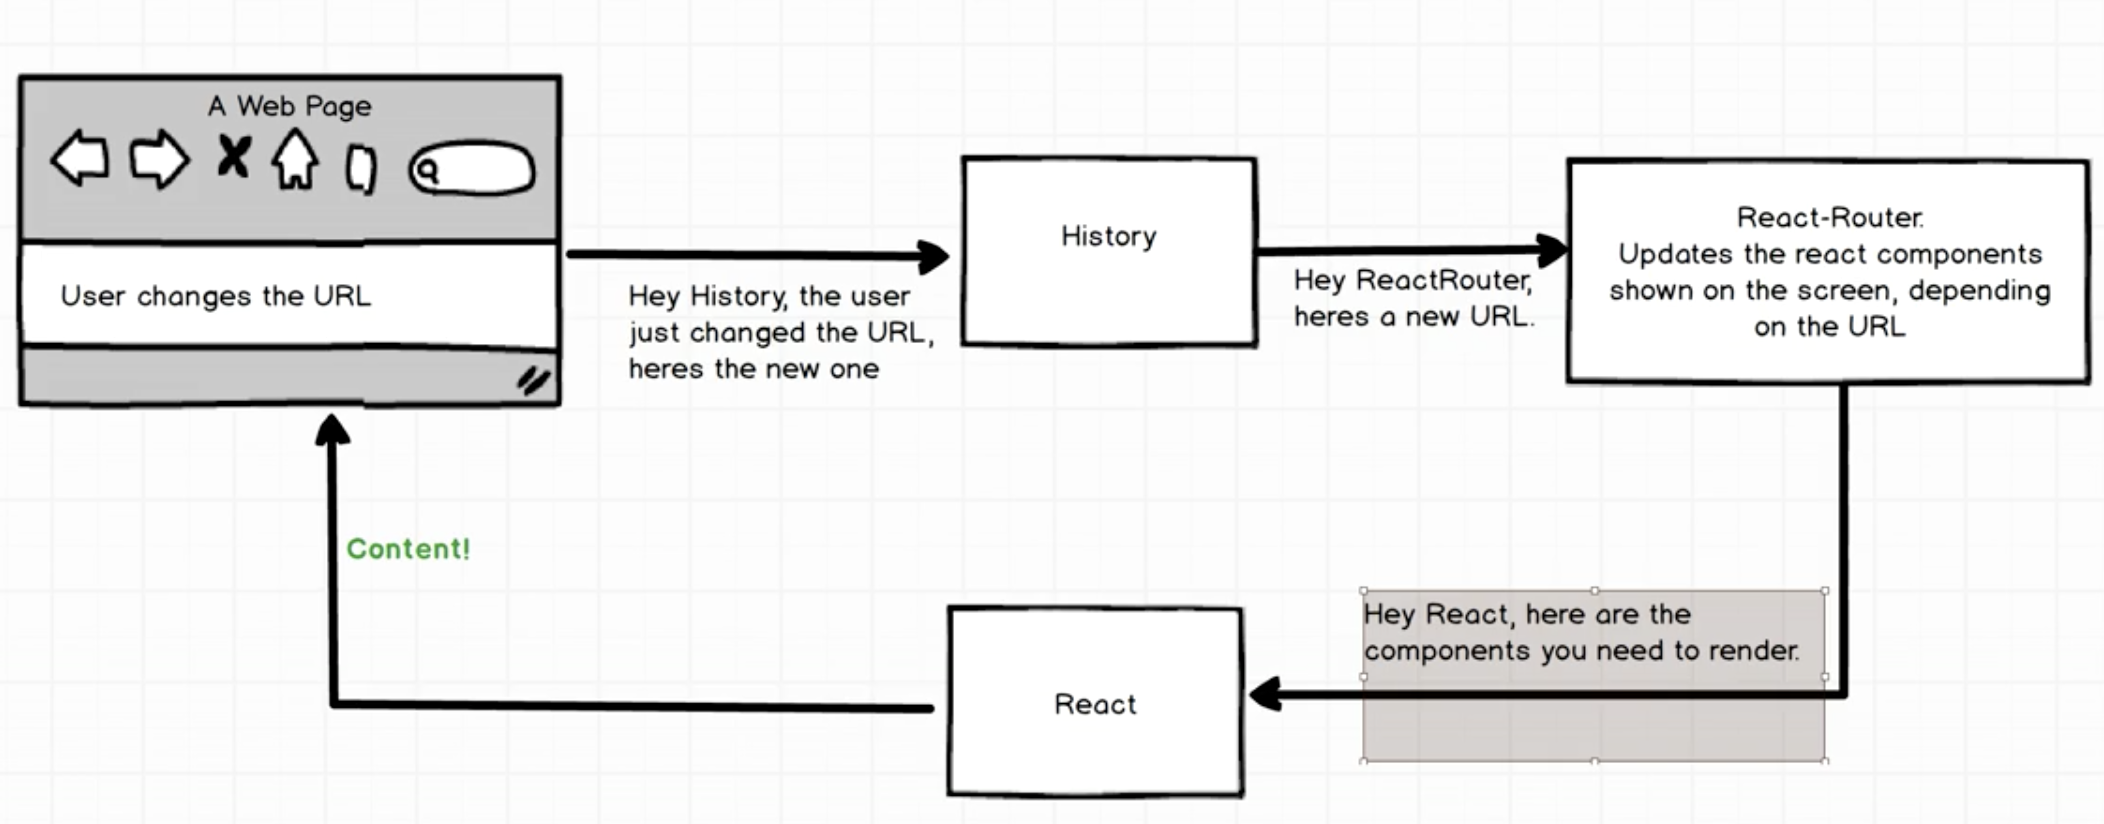 A Web Page
User changes the URL
Hey History, the user
just changed the URL,
heres the new one
History
Hey ReactRouter,
heres a new URL.
React-Router.
Updates the react components
shown on the screen, depending
on the URL
Hey React, here are the
components you need to render.
React
Content!